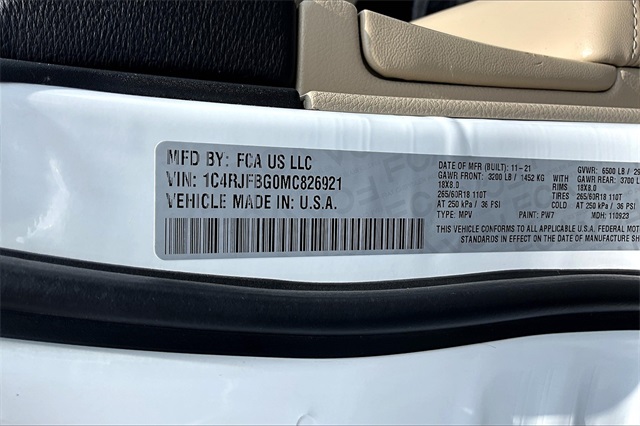 MFD BY: FCA US LLC
VIN: 1C4RJFBG0MC826921
VEHICLE MADE IN: U.S.A.
DATE OF MFR (BUILT): 11-21 GVWR: 6500 LB / 29
GAWR FRONT: 3200 LB / 1452 KG GAWR REAR: 3700 L
18X8.0 RIMS 18X8.0
265/60R18 110T TIRES 265/60R18 110T
AT 250 kPa / 36 PSI AT 250 kPa / 36 PSI
TYPE: MPV PAINT: PW7 MDH: 110923
THIS VEHICLE CONFORMS TO ALL APPLICABLE U.S.A. FEDERAL MOT
STANDARDS IN EFFECT ON THE DATE OF MANUFACTURE SH